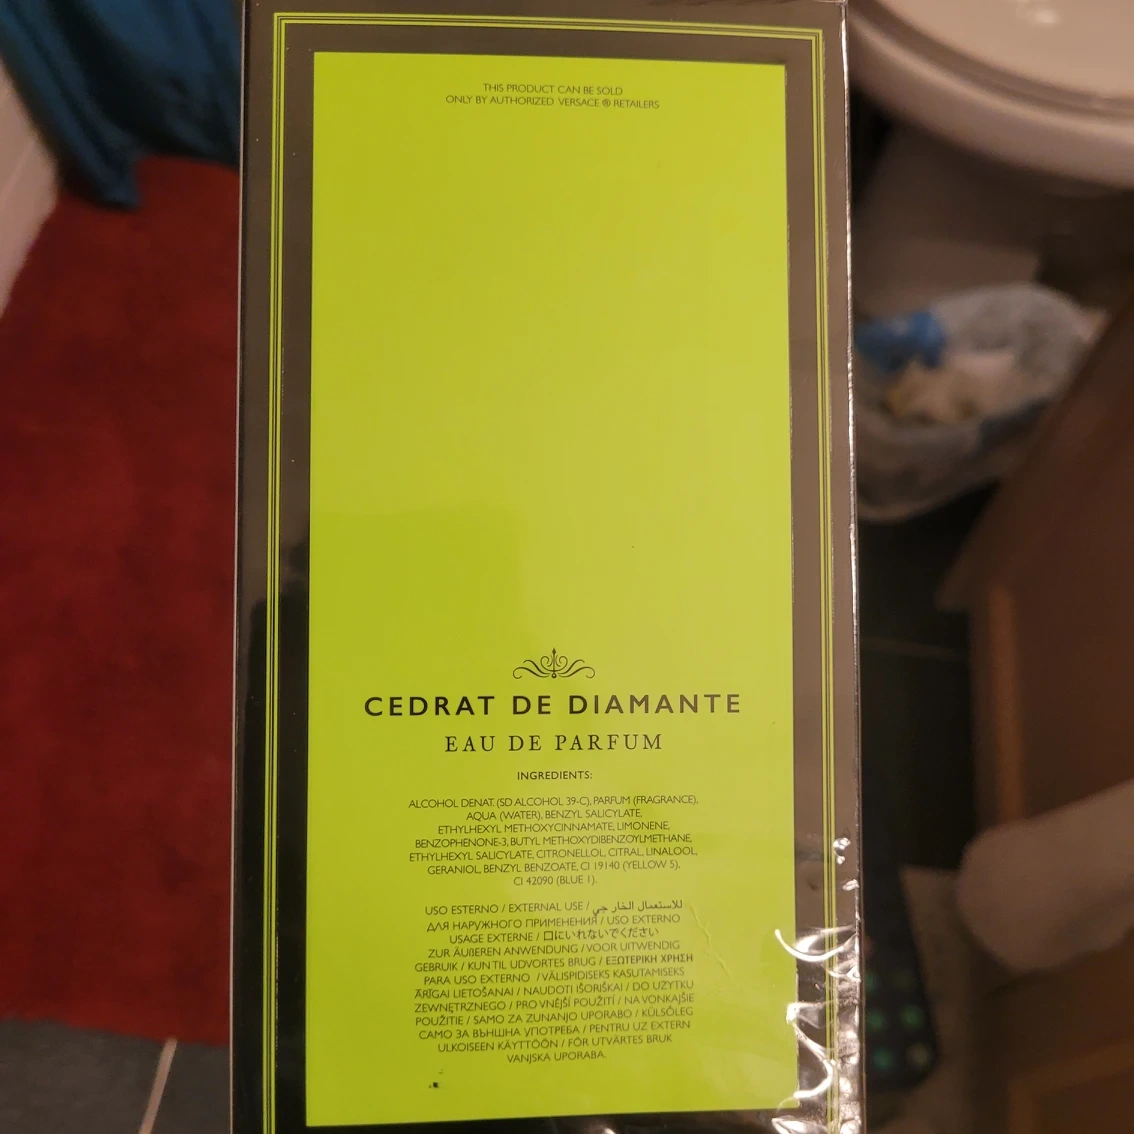 THIS PRODUCT CAN BE SOLD
ONLY BY AUTHORIZED VERSACE ® RETAILERS
CEDRAT DE DIAMANTE
EAU DE PARFUM
INGREDIENTS:
ALCOHOL DENAT. (SD ALCOHOL 39-C), PARFUM (FRAGRANCE),
AQUA (WATER), BENZYL SALICYLATE,
ETHYLHEXYL METHOXYCINNAMATE, LIMONENE,
BENZOPHENONE-3, BUTYL METHOXYDIBENZOYLMETHANE,
ETHYLHEXYL SALICYLATE, CITRONELLOL, CITRAL, LINALOOL,
GERANIOL, BENZYL BENZOATE, CI 19140 (YELLOW 5),
CI 42090 (BLUE 1).
USO ESTERNO / EXTERNAL USE / للاستعمال الخارجي
ДЛЯ НАРУЖНОГО ПРИМЕНЕНИЯ / USO EXTERNO
USAGE EXTERNE / 口にいれないでください
ZUR ÄUßEREN ANWENDUNG / VOOR UITWENDIG
GEBRUIK / KUN TIL UDVORTES BRUG / ΕΞΩΤΕΡΙΚΗ ΧΡΗΣΗ
PARA USO EXTERNO / VÄLISPIDISEKS KASUTAMISEKS
ĀRĪGAI LIETOŠANAI / NAUDOTI IŠORIŠKAI / DO UZYTKU
ZEWNĘTRZNEGO / PRO VNĚJŠÍ POUŽITÍ / NA VONKAJŠIE
POUŽITIE / SAMO ZA ZUNANJO UPORABO / KÜLSŐLEG
САМО ЗА ВЪНШНА УПОТРЕБА / PENTRU UZ EXTERN
ULKOISEEN KÄYTTÖÖN / FÖR UTVÄRTES BRUK
VANJSKA UPORABA.